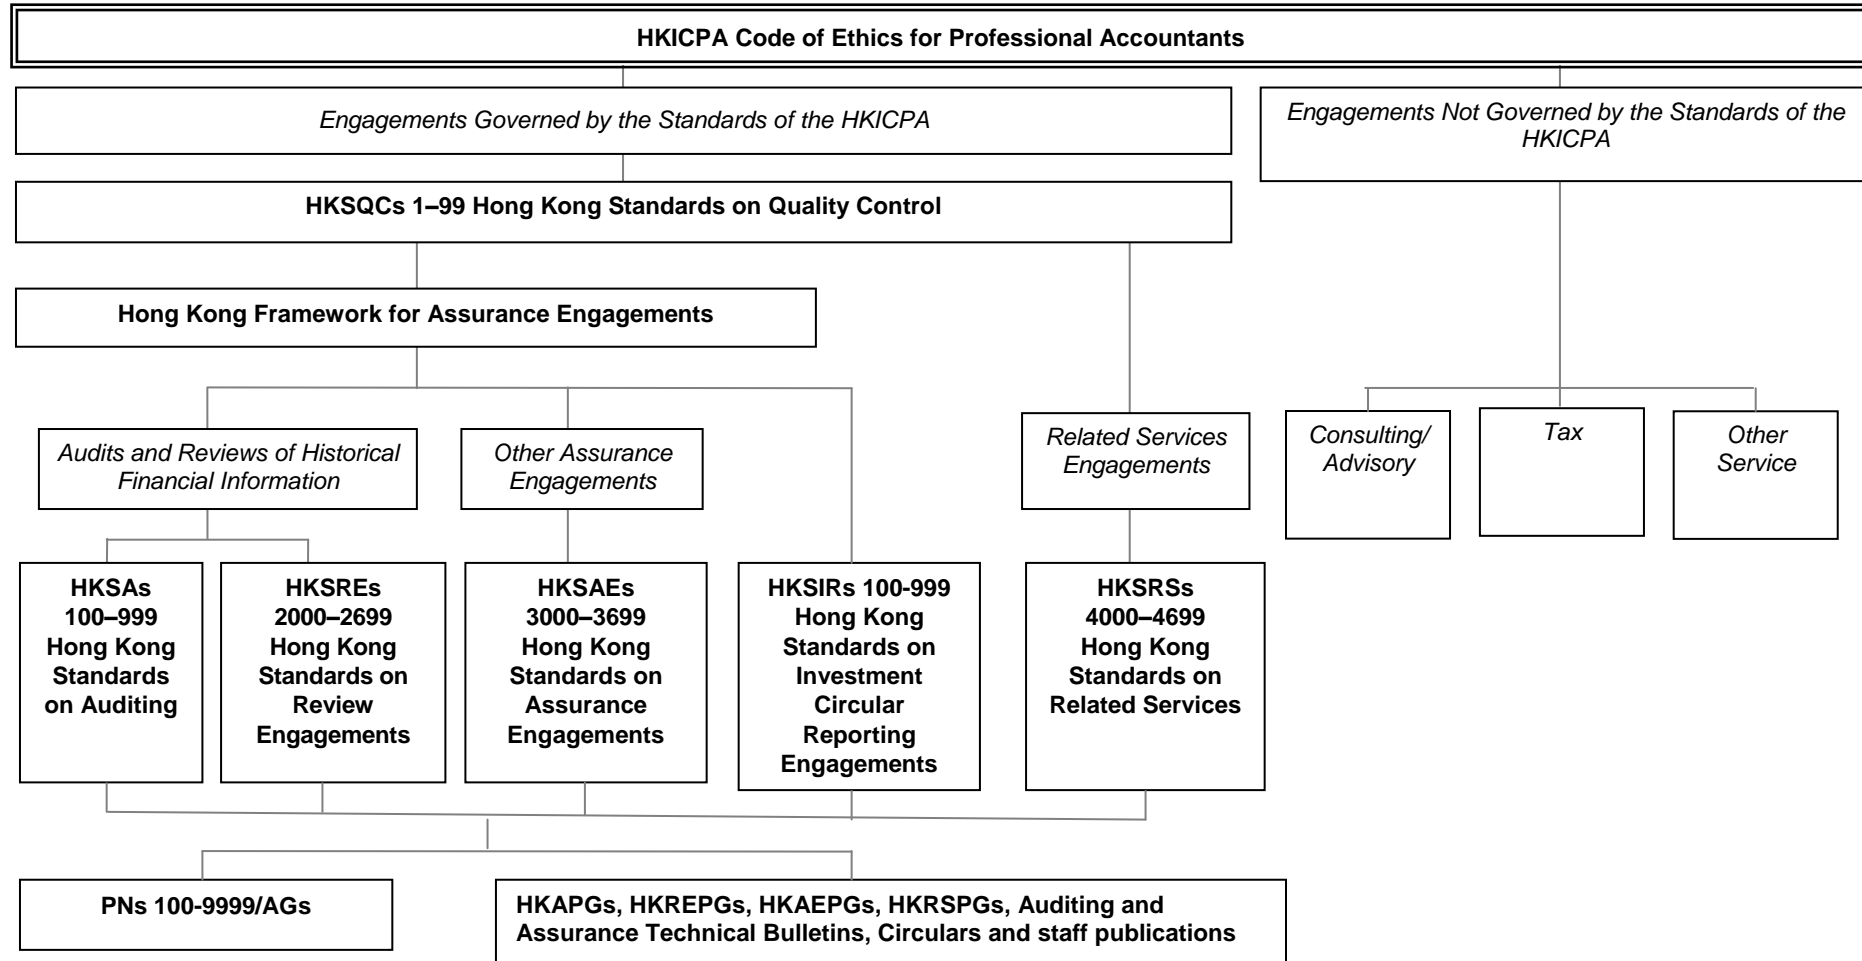 HKICPA Code of Ethics for Professional Accountants
Engagements Governed by the Standards of the HKICPA
Engagements Not Governed by the Standards of the
HKICPA
HKSQCs 1–99 Hong Kong Standards on Quality Control
Hong Kong Framework for Assurance Engagements
Audits and Reviews of Historical
Financial Information
Other Assurance
Engagements
Related Services
Engagements
Consulting/
Advisory
Tax
Other
Service
HKSAs
100–999
Hong Kong
Standards
on Auditing
HKSREs
2000–2699
Hong Kong
Standards on
Review
Engagements
HKSAEs
3000–3699
Hong Kong
Standards on
Assurance
Engagements
HKSIRs 100-999
Hong Kong
Standards on
Investment
Circular
Reporting
Engagements
HKSRSs
4000–4699
Hong Kong
Standards on
Related Services
PNs 100-9999/AGs
HKAPGs, HKREPGs, HKAEPGs, HKRSPGs, Auditing and
Assurance Technical Bulletins, Circulars and staff publications